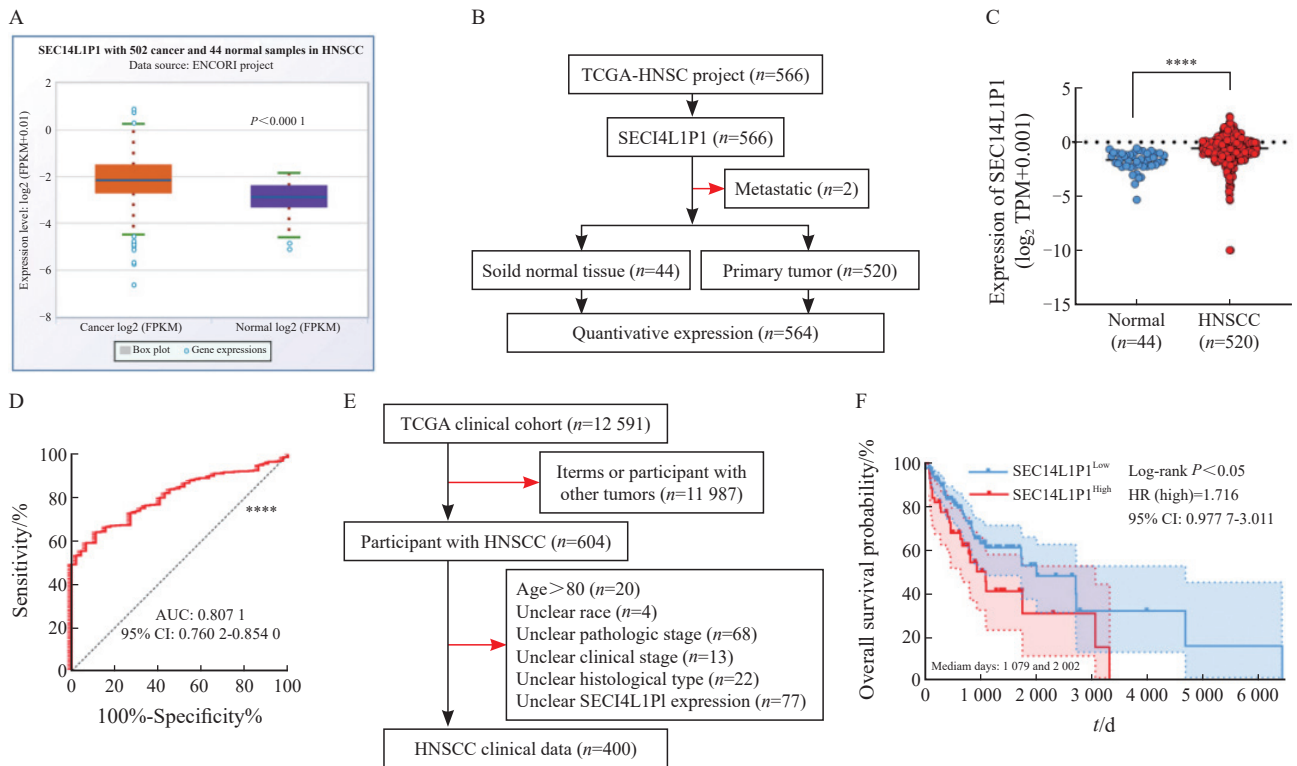 A
SEC14L1P1 with 502 cancer and 44 normal samples in HNSCC
Data source: ENCORI project
Expression level: log2 (FPKM+0.01)
P<0.000 1
0
−2
−4
−6
−8
Cancer log2 (FPKM)
Normal log2 (FPKM)
Box plot
Gene expressions
B
TCGA-HNSC project (n=566)
SECI4L1P1 (n=566)
Metastatic (n=2)
Soild normal tissue (n=44)
Primary tumor (n=520)
Quantivative expression (n=564)
C
Expression of SEC14L1P1
(log2 TPM+0.001)
****
5
0
−5
−10
−15
Normal
(n=44)
HNSCC
(n=520)
D
Sensitivity/%
100
80
60
40
20
0
****
AUC: 0.807 1
95% CI: 0.760 2-0.854 0
0 20 40 60 80 100
100%-Specificity%
E
TCGA clinical cohort (n=12 591)
Iterms or participant with
other tumors (n=11 987)
Participant with HNSCC (n=604)
Age>80 (n=20)
Unclear race (n=4)
Unclear pathologic stage (n=68)
Unclear clinical stage (n=13)
Unclear histological type (n=22)
Unclear SECI4L1Pl expression (n=77)
HNSCC clinical data (n=400)
F
Overall survival probability/%
100
80
60
40
20
0
SEC14L1P1Low
SEC14L1P1High
Log-rank P<0.05
HR (high)=1.716
95% CI: 0.977 7-3.011
Mediam days: 1 079 and 2 002
0 1 000 2 000 3 000 4 000 5 000 6 000
t/d